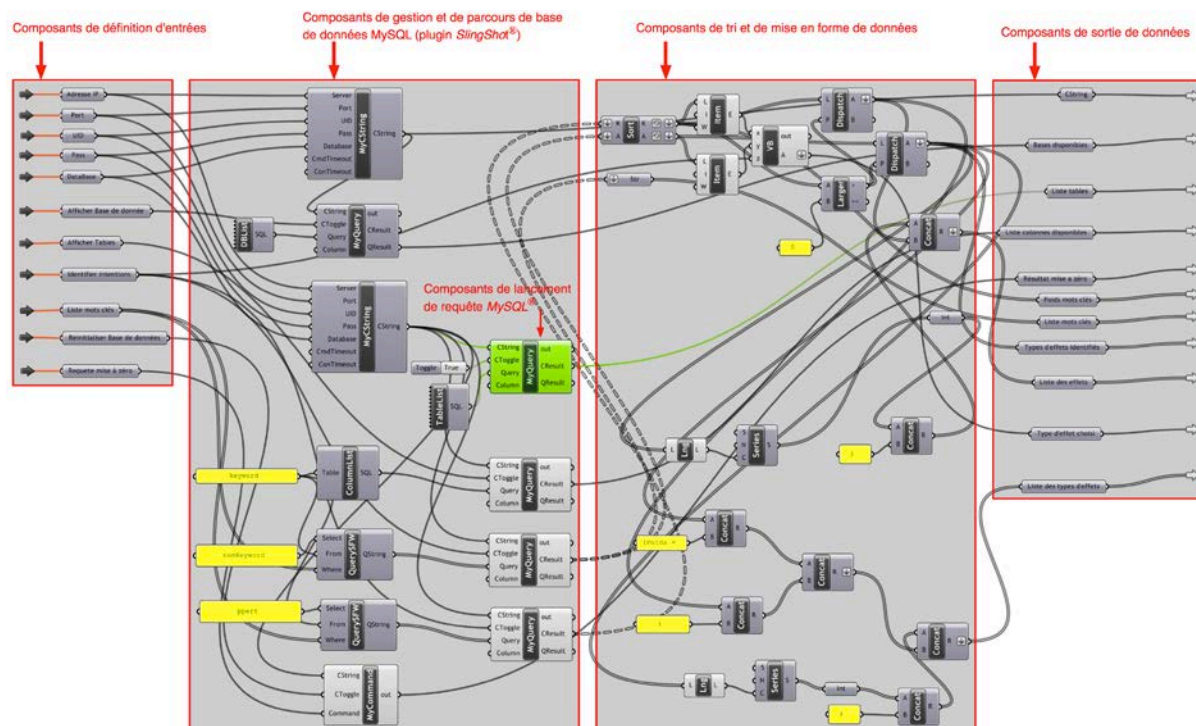 Composants de définition d'entrées
Composants de gestion et de parcours de base
de données MySQL (plugin SlingShot®)
Composants de tri et de mise en forme de données
Composants de sortie de données
Adresse IP
Port
UID
Pass
DataBase
Afficher Base de donnée
Afficher Tables
Identifier intentions
Liste mots clés
Reinitialiser Base de données
Requete mise à zéro
Server
Port
UID
Pass
Database
CmdTimeout
ConTimeout
MyCString
CString
DBList
SQL
CString
CToggle
Query
Column
MyQuery
out
CResult
QResult
Server
Port
UID
Pass
Database
CmdTimeout
ConTimeout
MyCString
CString
Composants de lancement
de requête MySQL®
Toggle
True
TableList
SQL
CString
CToggle
Query
Column
MyQuery
out
CResult
QResult
keyword
Table
ColumnList
SQL
CString
CToggle
Query
Column
MyQuery
out
CResult
QResult
Select
From
Where
QuerySFW
QString
CString
CToggle
Query
Column
MyQuery
out
CResult
QResult
Select
From
Where
QuerySFW
QString
CString
CToggle
Query
Column
MyQuery
out
CResult
QResult
CString
CToggle
Command
MyCommand
out
Sort
Item
Item
Str
VB
out
A
Dispatch
Dispatch
Larger
Concat
Int
Concat
Lng
Series
Concat
Concat
Concat
Concat
Lng
Series
Int
Concat
CString
Bases disponibles
Liste tables
Liste colonnes disponibles
Résultat mise à zéro
Poids mots clés
Liste mots clés
Types d'effets identifiés
Liste des effets
Type d'effet choisi
Liste des types d'effets